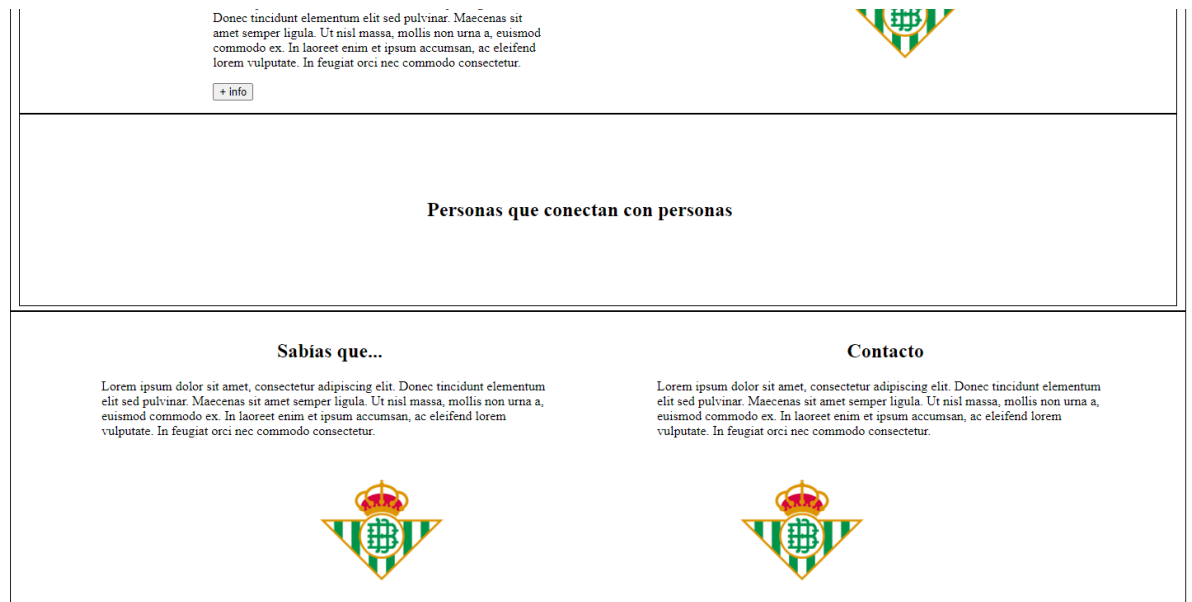 Donec tincidunt elementum elit sed pulvinar. Maecenas sit
amet semper ligula. Ut nisl massa, mollis non urna a, euismod
commodo ex. In laoreet enim et ipsum accumsan, ac eleifend
lorem vulputate. In feugiat orci nec commodo consectetur.
+ info
Personas que conectan con personas
Sabías que...
Lorem ipsum dolor sit amet, consectetur adipiscing elit. Donec tincidunt elementum
elit sed pulvinar. Maecenas sit amet semper ligula. Ut nisl massa, mollis non urna a,
euismod commodo ex. In laoreet enim et ipsum accumsan, ac eleifend lorem
vulputate. In feugiat orci nec commodo consectetur.
Contacto
Lorem ipsum dolor sit amet, consectetur adipiscing elit. Donec tincidunt elementum
elit sed pulvinar. Maecenas sit amet semper ligula. Ut nisl massa, mollis non urna a,
euismod commodo ex. In laoreet enim et ipsum accumsan, ac eleifend lorem
vulputate. In feugiat orci nec commodo consectetur.